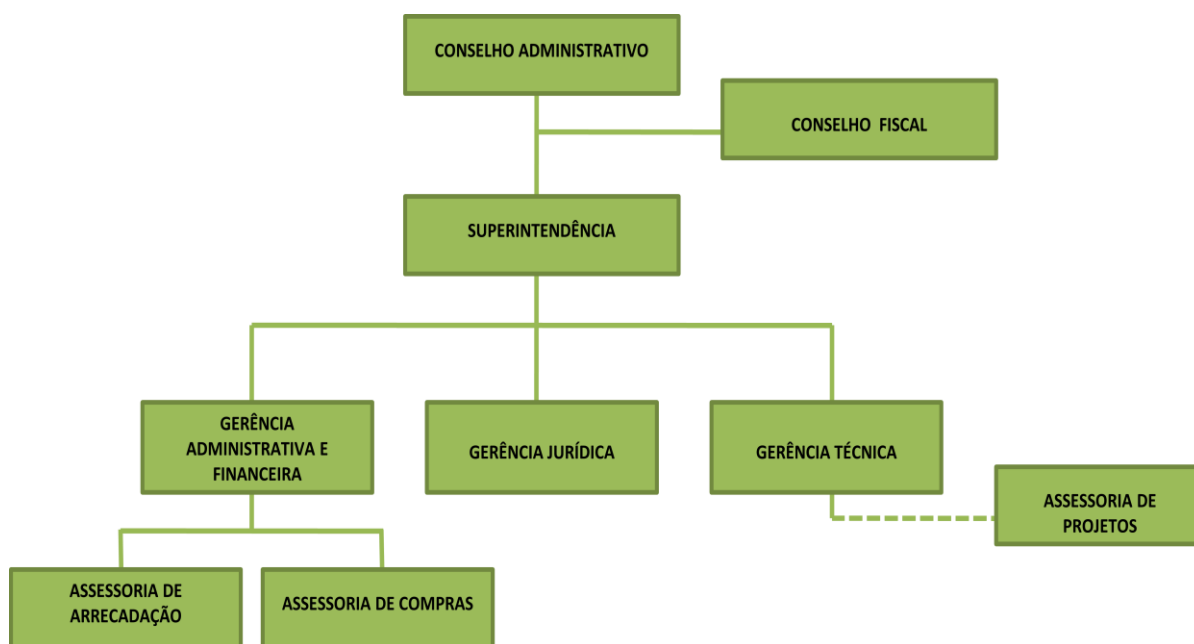 CONSELHO ADMINISTRATIVO
CONSELHO FISCAL
SUPERINTENDÊNCIA
GERÊNCIA
ADMINISTRATIVA E
FINANCEIRA
GERÊNCIA JURÍDICA
GERÊNCIA TÉCNICA
ASSESSORIA DE
PROJETOS
ASSESSORIA DE
ARRECADAÇÃO
ASSESSORIA DE COMPRAS